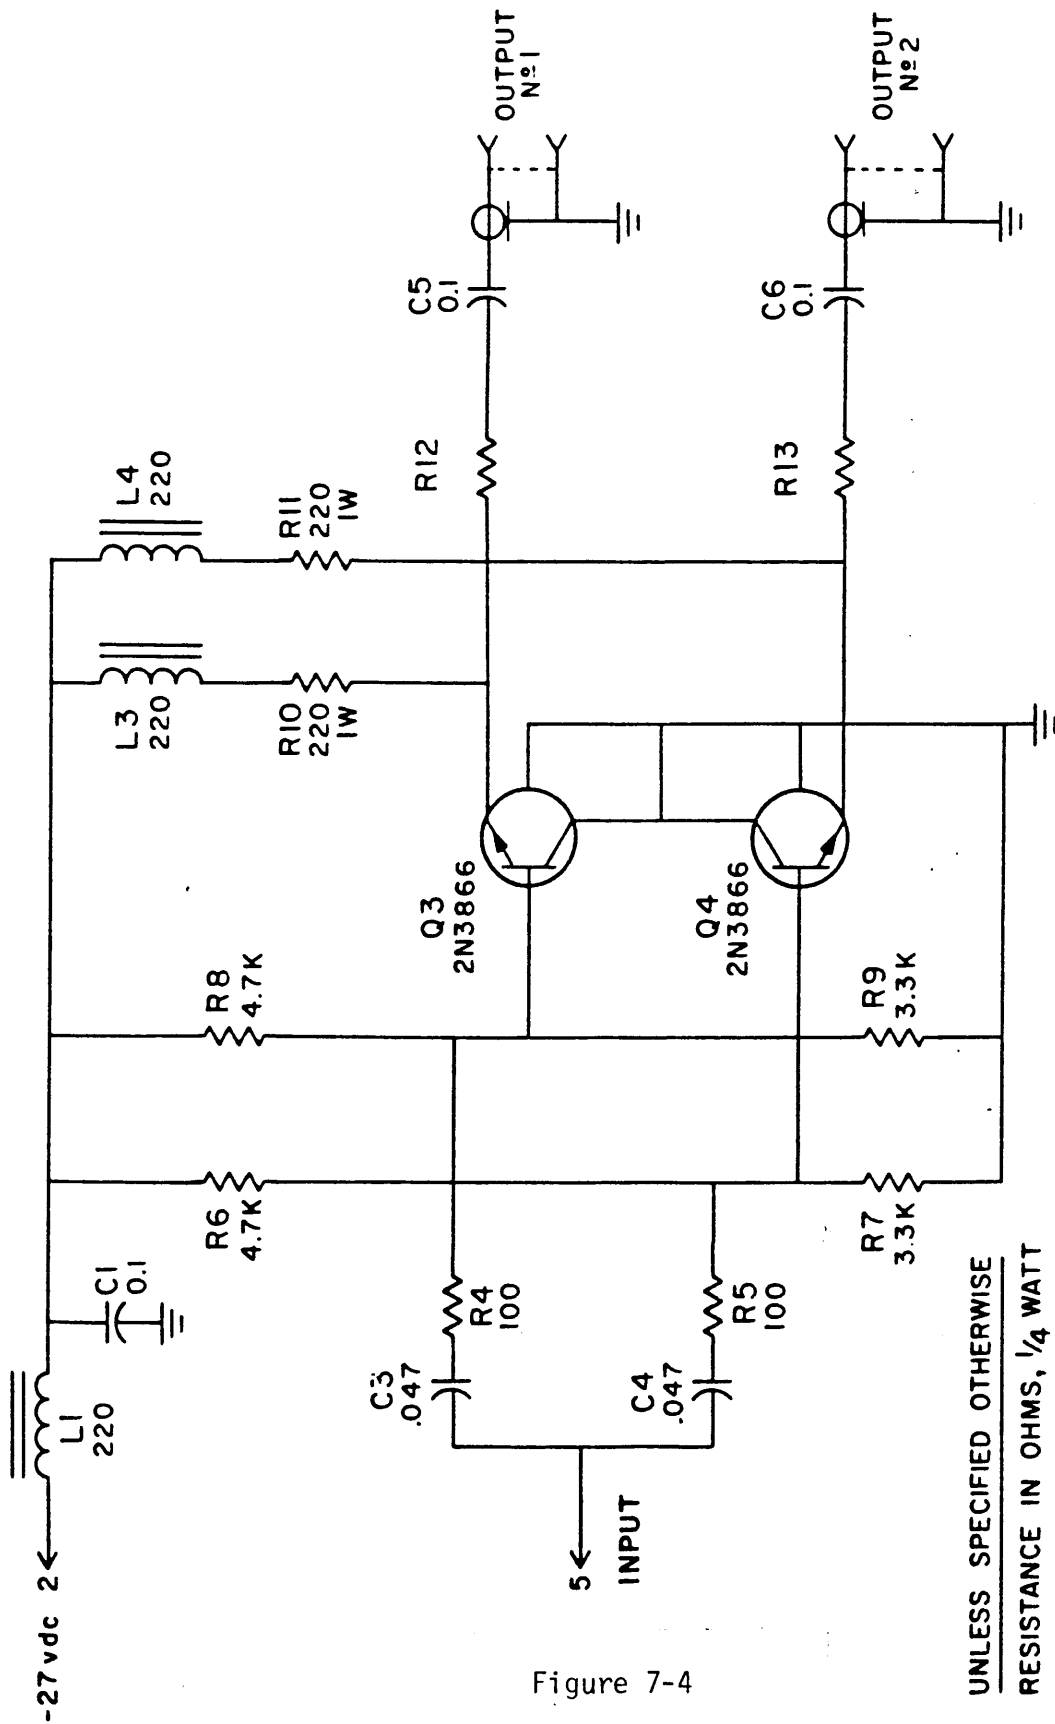 -27vdc 2
L1
220
C1
0.1
R6
4.7K
R8
4.7K
L3
220
L4
220
R10
220
1W
R11
220
1W
C3
.047
R4
100
Q3
2N3866
R12
C5
0.1
OUTPUT
Nº1
5
INPUT
C4
.047
R5
100
Q4
2N3866
R13
C6
0.1
OUTPUT
Nº2
R7
3.3K
R9
3.3K
UNLESS SPECIFIED OTHERWISE
RESISTANCE IN OHMS, 1/4 WATT
Figure 7-4